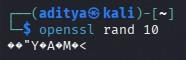 ┌──(aditya㉿kali)-[~]
└─$ openssl rand 10
��"Y�A�M�<